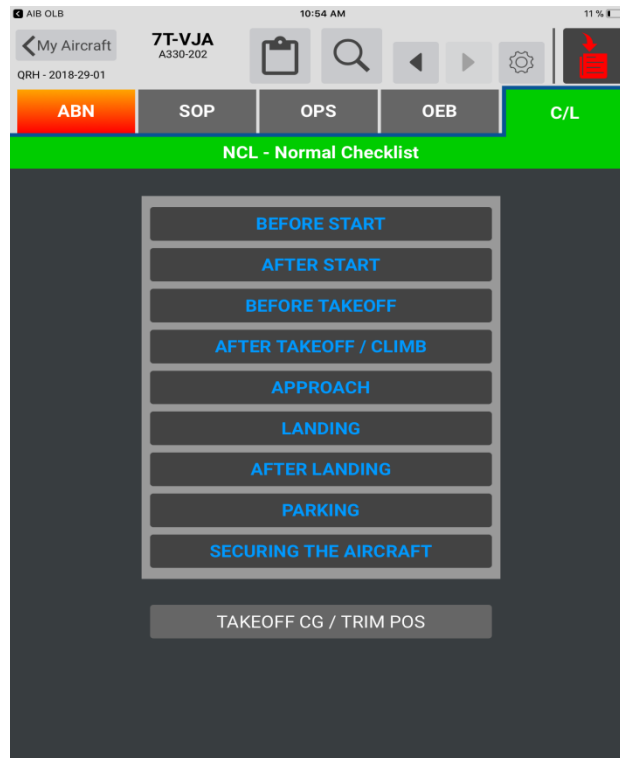 AIB OLB
10:54 AM
11 %
My Aircraft
7T-VJA
A330-202
QRH - 2018-29-01
ABN
SOP
OPS
OEB
C/L
NCL - Normal Checklist
BEFORE START
AFTER START
BEFORE TAKEOFF
AFTER TAKEOFF / CLIMB
APPROACH
LANDING
AFTER LANDING
PARKING
SECURING THE AIRCRAFT
TAKEOFF CG / TRIM POS